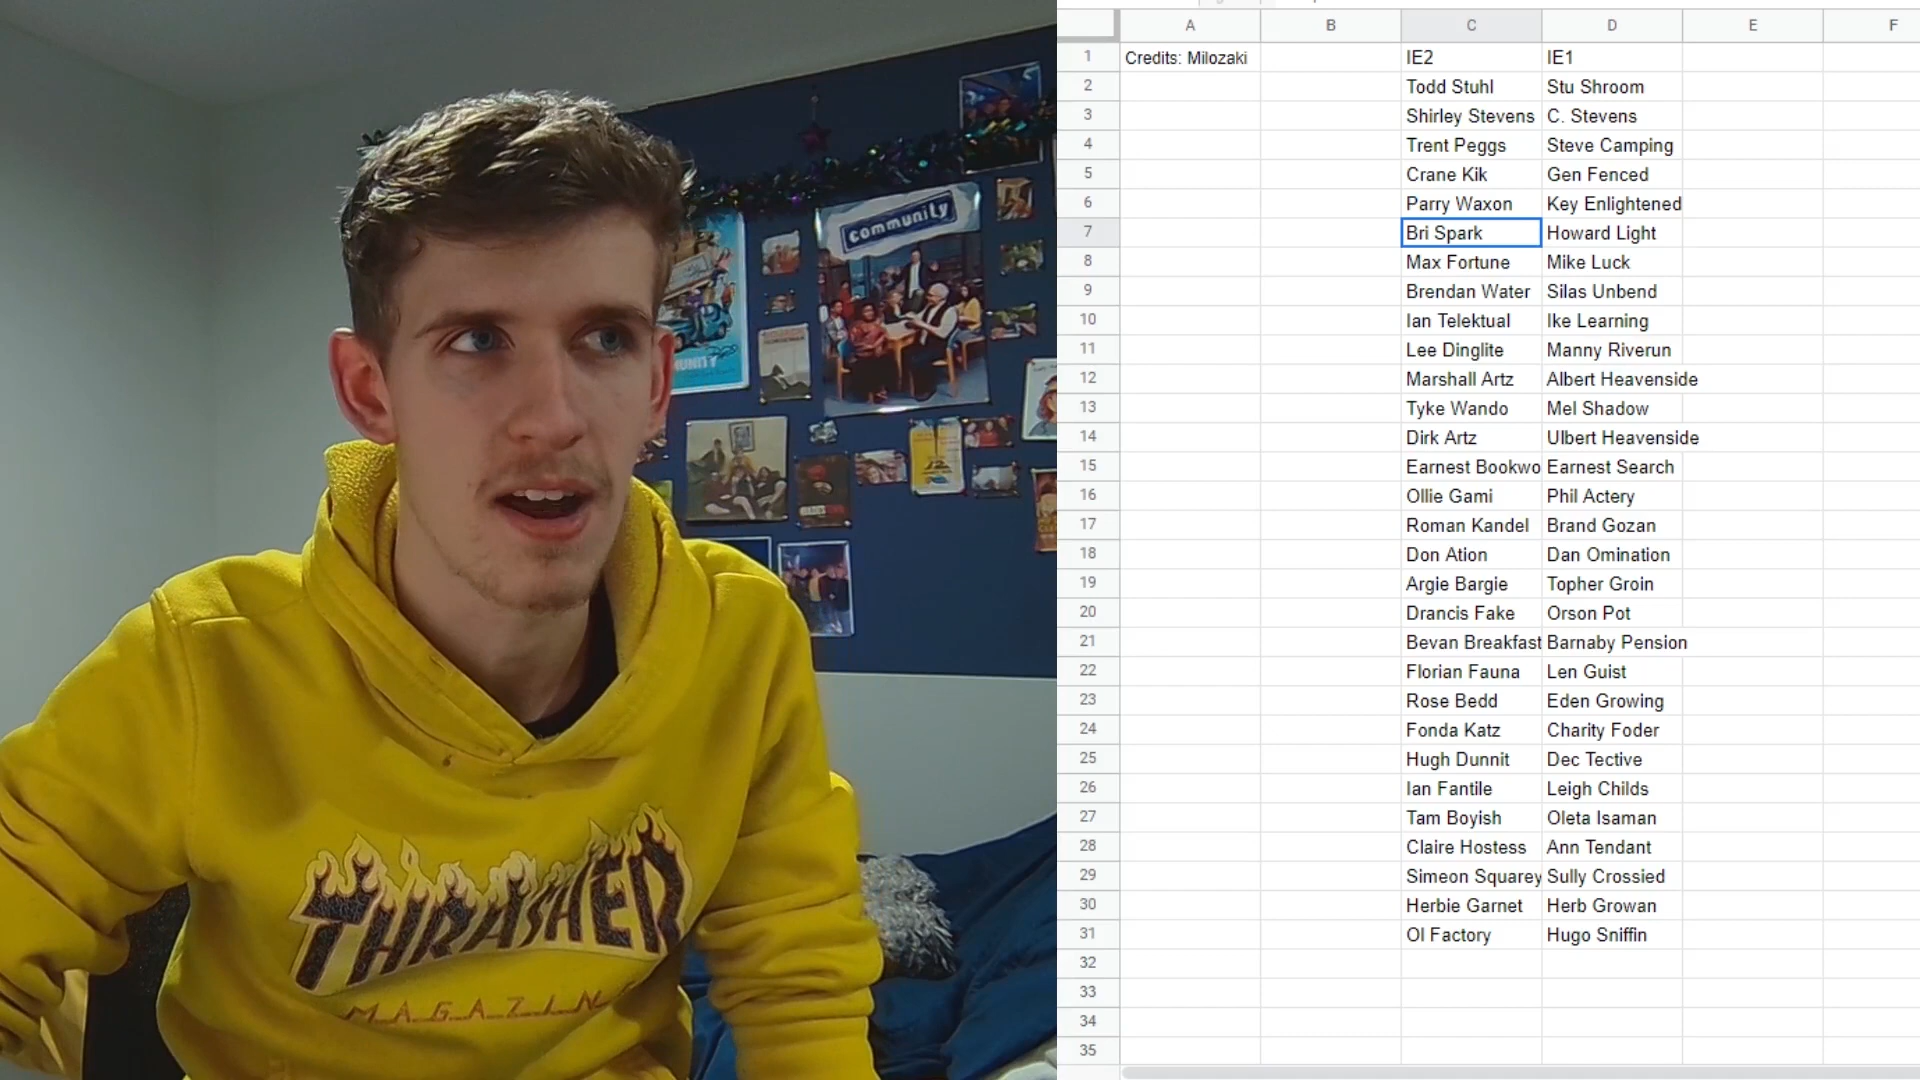 community
THRASHER
MAGAZIN
A B C D E F
1 Credits: Milozaki IE2 IE1
2 Todd Stuhl Stu Shroom
3 Shirley Stevens C. Stevens
4 Trent Peggs Steve Camping
5 Crane Kik Gen Fenced
6 Parry Waxon Key Enlightened
7 Bri Spark Howard Light
8 Max Fortune Mike Luck
9 Brendan Water Silas Unbend
10 Ian Telektual Ike Learning
11 Lee Dinglite Manny Riverun
12 Marshall Artz Albert Heavenside
13 Tyke Wando Mel Shadow
14 Dirk Artz Ulbert Heavenside
15 Earnest Bookwo Earnest Search
16 Ollie Gami Phil Actery
17 Roman Kandel Brand Gozan
18 Don Ation Dan Omination
19 Argie Bargie Topher Groin
20 Drancis Fake Orson Pot
21 Bevan Breakfast Barnaby Pension
22 Florian Fauna Len Guist
23 Rose Bedd Eden Growing
24 Fonda Katz Charity Foder
25 Hugh Dunnit Dec Tective
26 Ian Fantile Leigh Childs
27 Tam Boyish Oleta Isaman
28 Claire Hostess Ann Tendant
29 Simeon Squarey Sully Crossied
30 Herbie Garnet Herb Growan
31 Ol Factory Hugo Sniffin
32
33
34
35